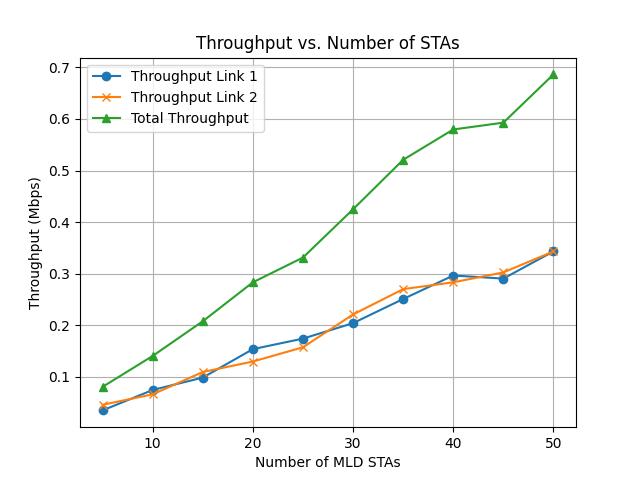 Throughput vs. Number of STAs
Throughput Link 1
Throughput Link 2
Total Throughput
Throughput (Mbps)
0.7
0.6
0.5
0.4
0.3
0.2
0.1
10 20 30 40 50
Number of MLD STAs